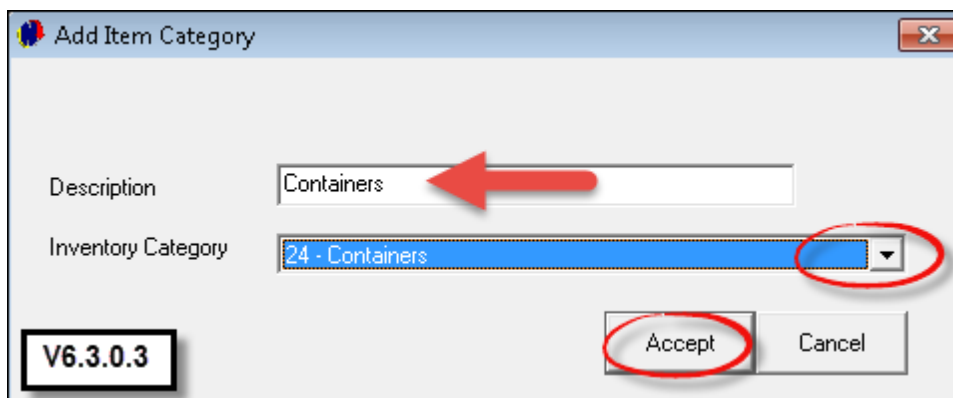 Add Item Category
Description
Containers
Inventory Category
24 - Containers
Accept
Cancel
V6.3.0.3